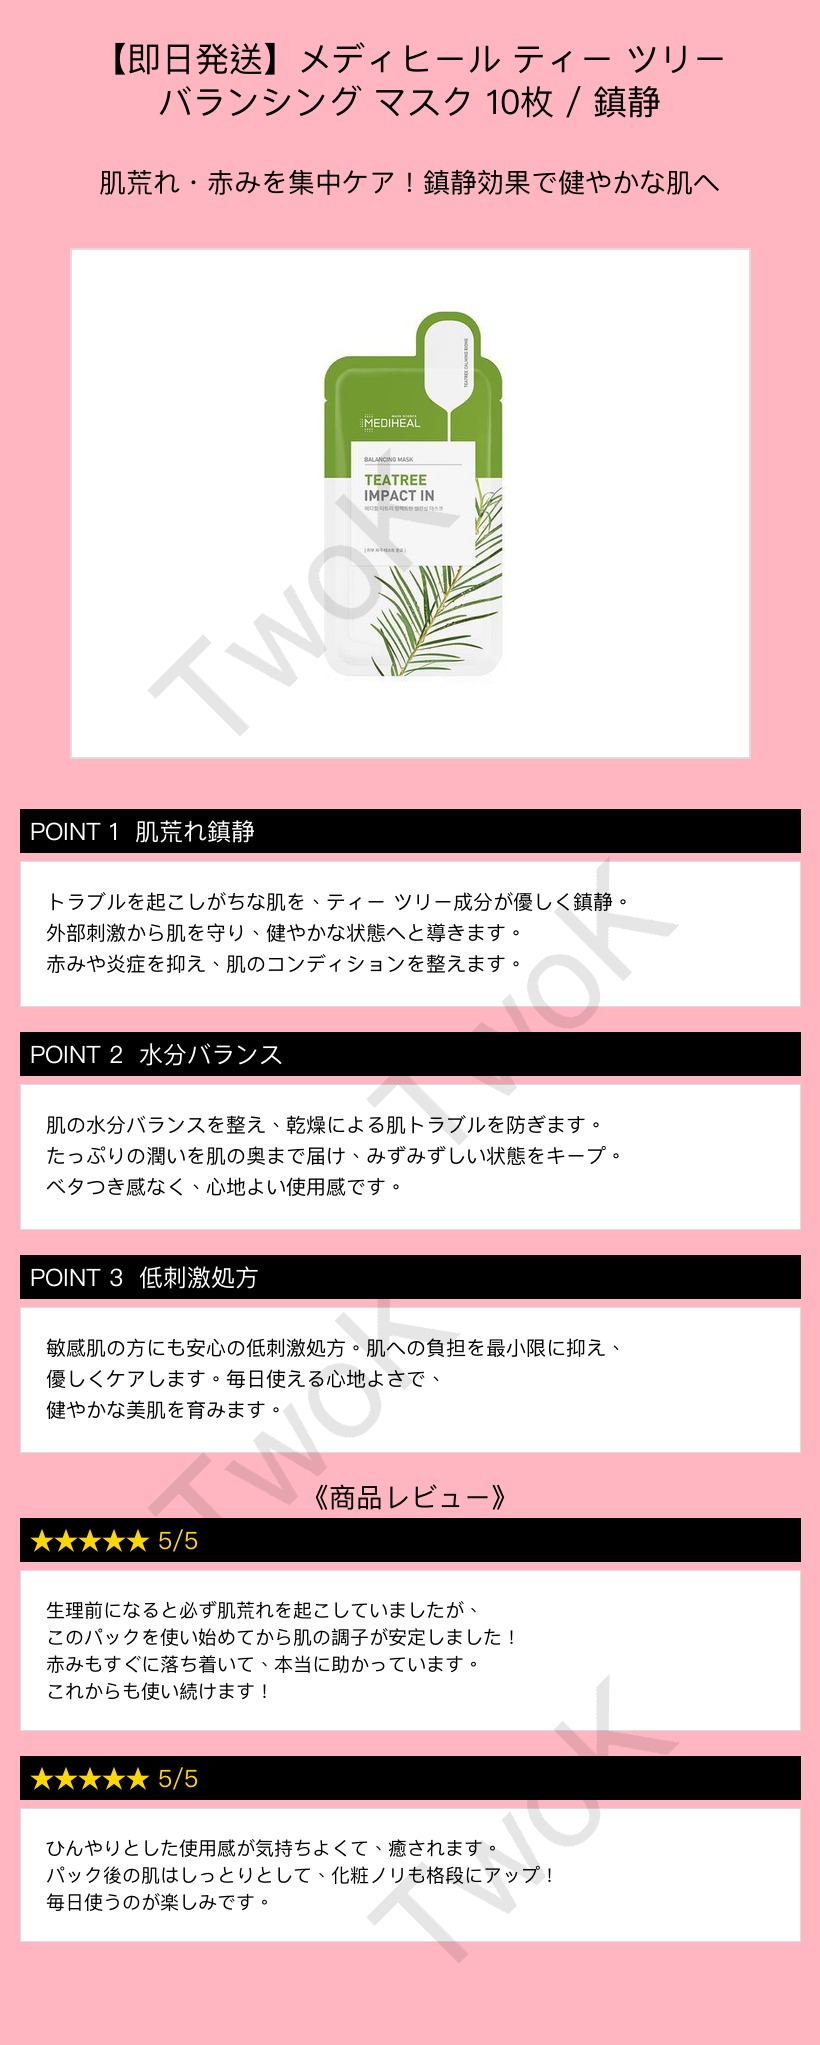 【即日発送】メディヒール ティー ツリー
バランシング マスク 10枚 / 鎮静
肌荒れ・赤みを集中ケア！鎮静効果で健やかな肌へ
TEATREE CALMING BIOME
MASK SCIENCE
MEDIHEAL
BALANCING MASK
TEATREE
IMPACT IN
TwoK
POINT 1 肌荒れ鎮静
トラブルを起こしがちな肌を、ティー ツリー成分が優しく鎮静。
外部刺激から肌を守り、健やかな状態へと導きます。
赤みや炎症を抑え、肌のコンディションを整えます。
TwoK
POINT 2 水分バランス
肌の水分バランスを整え、乾燥による肌トラブルを防ぎます。
たっぷりの潤いを肌の奥まで届け、みずみずしい状態をキープ。
ベタつき感なく、心地よい使用感です。
POINT 3 低刺激処方
敏感肌の方にも安心の低刺激処方。肌への負担を最小限に抑え、
優しくケアします。毎日使える心地よさで、
健やかな美肌を育みます。
TwoK
《商品レビュー》
★★★★★ 5/5
生理前になると必ず肌荒れを起こしていましたが、
このパックを使い始めてから肌の調子が安定しました！
赤みもすぐに落ち着いて、本当に助かっています。
これからも使い続けます！
★★★★★ 5/5
ひんやりとした使用感が気持ちよくて、癒されます。
パック後の肌はしっとりとして、化粧ノリも格段にアップ！
毎日使うのが楽しみです。
TwoK